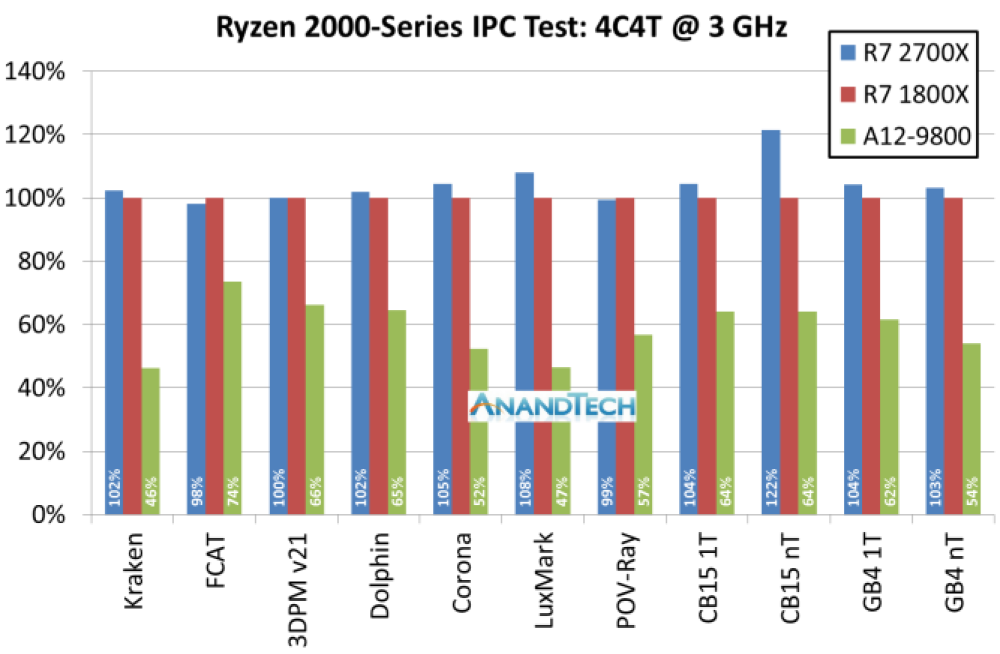 Ryzen 2000-Series IPC Test: 4C4T @ 3 GHz
R7 2700X
R7 1800X
A12-9800
140%
120%
100%
80%
60%
40%
20%
0%
ANANDTECH
102% 46% 98% 74% 100% 66% 102% 65% 105% 52% 108% 47% 99% 57% 104% 64% 122% 64% 104% 62% 103% 54%
Kraken FCAT 3DPM v21 Dolphin Corona LuxMark POV-Ray CB15 1T CB15 nT GB4 1T GB4 nT